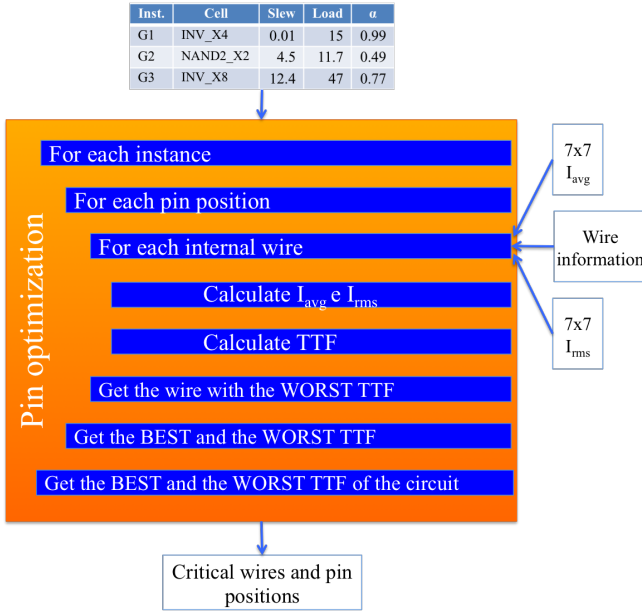 Inst. Cell Slew Load α
G1 INV_X4 0.01 15 0.99
G2 NAND2_X2 4.5 11.7 0.49
G3 INV_X8 12.4 47 0.77
Pin optimization
For each instance
For each pin position
For each internal wire
Calculate Iavg e Irms
Calculate TTF
Get the wire with the WORST TTF
Get the BEST and the WORST TTF
Get the BEST and the WORST TTF of the circuit
7x7
Iavg
Wire
information
7x7
Irms
Critical wires and pin
positions